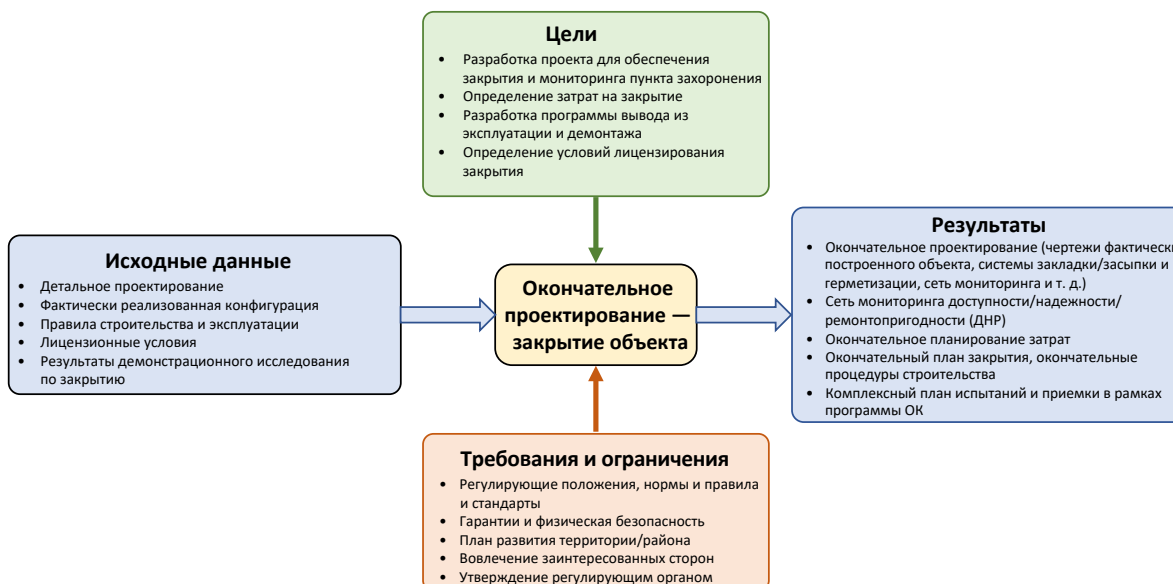 Цели
• Разработка проекта для обеспечения
закрытия и мониторинга пункта захоронения
• Определение затрат на закрытие
• Разработка программы вывода из
эксплуатации и демонтажа
• Определение условий лицензирования
закрытия
Исходные данные
• Детальное проектирование
• Фактически реализованная конфигурация
• Правила строительства и эксплуатации
• Лицензионные условия
• Результаты демонстрационного исследования
по закрытию
Окончательное
проектирование —
закрытие объекта
Результаты
• Окончательное проектирование (чертежи фактически
построенного объекта, системы закладки/засыпки и
герметизации, сеть мониторинга и т. д.)
• Сеть мониторинга доступности/надежности/
ремонтопригодности (ДНР)
• Окончательное планирование затрат
• Окончательный план закрытия, окончательные
процедуры строительства
• Комплексный план испытаний и приемки в рамках
программы ОК
Требования и ограничения
• Регулирующие положения, нормы и правила
и стандарты
• Гарантии и физическая безопасность
• План развития территории/района
• Вовлечение заинтересованных сторон
• Утверждение регулирующим органом